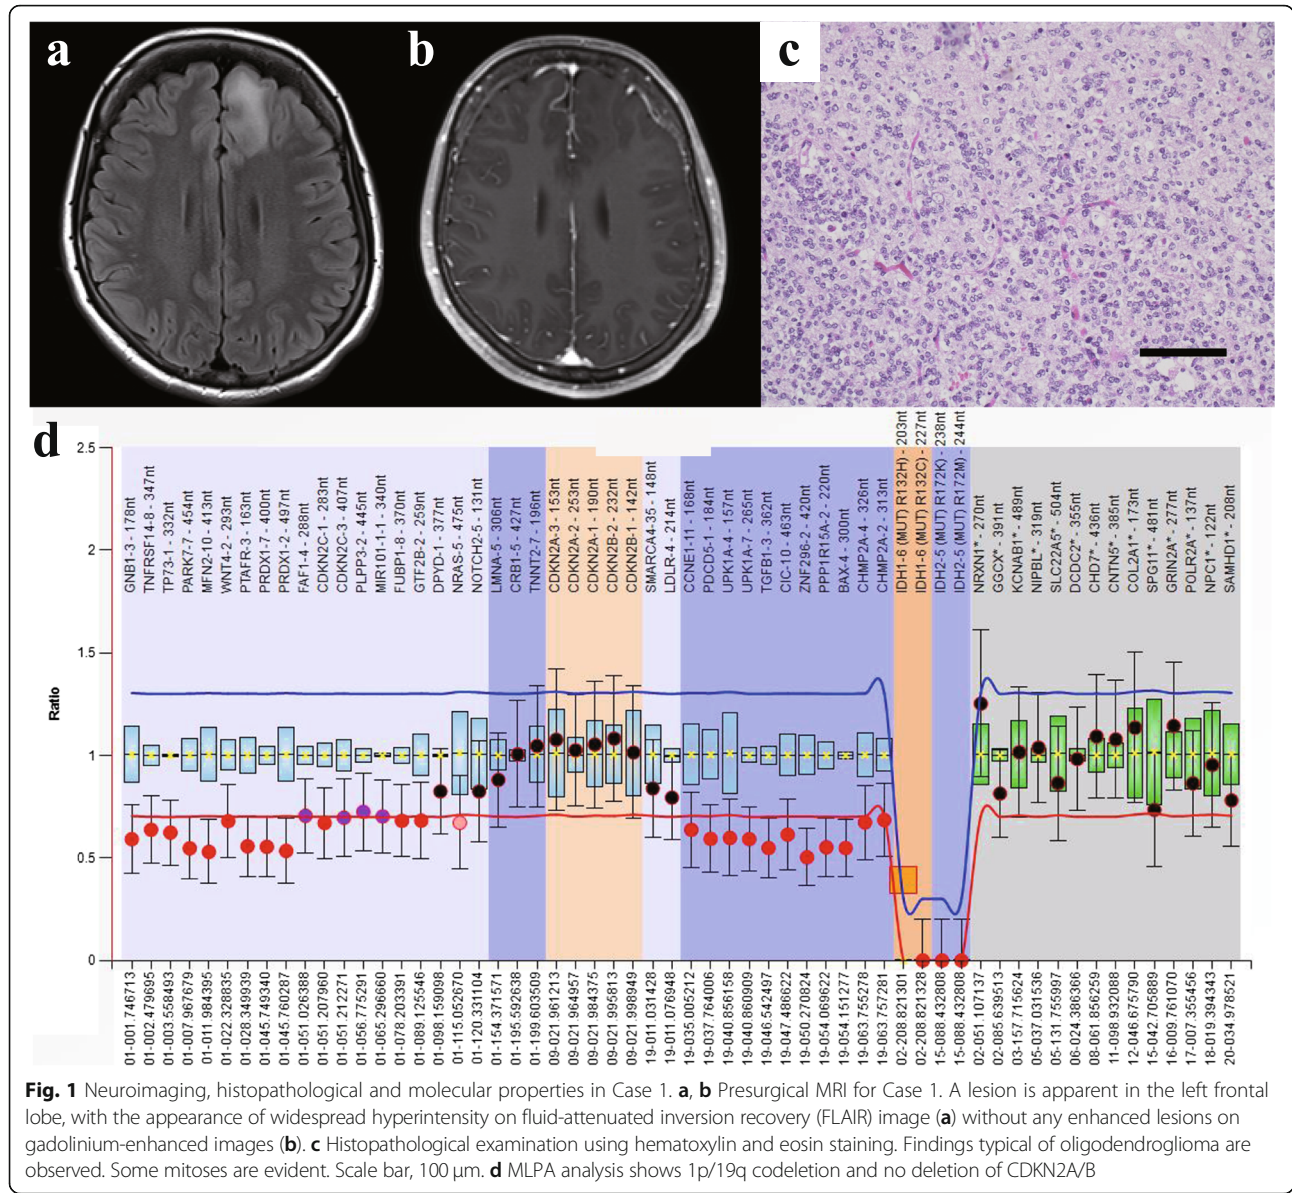 a
b
c
d
2.5
2
1.5
1
0.5
0
Ratio
GNB1-3 - 178nt
TNFRSF14-8 - 347nt
TP73-1 - 332nt
PARK7-7 - 454nt
MFN2-10 - 413nt
WNT4-2 - 293nt
PTAFR-3 - 163nt
PRDX1-7 - 400nt
PRDX1-2 - 497nt
FAF1-4 - 288nt
CDKN2C-1 - 283nt
CDKN2C-3 - 407nt
PLPP3-2 - 445nt
MIR101-1-1 - 340nt
FUBP1-8 - 370nt
GTF2B-2 - 259nt
DPYD-1 - 377nt
NRAS-5 - 475nt
NOTCH2-5 - 131nt
LMNA-5 - 306nt
CRB1-5 - 427nt
TNNT2-7 - 196nt
CDKN2A-3 - 153nt
CDKN2A-2 - 253nt
CDKN2A-1 - 190nt
CDKN2B-2 - 232nt
CDKN2B-1 - 142nt
SMARCA4-35 - 148nt
LDLR-4 - 214nt
CCNE1-11 - 168nt
PDCD5-1 - 184nt
UPK1A-4 - 157nt
UPK1A-7 - 265nt
TGFB1-3 - 362nt
CIC-10 - 463nt
ZNF296-2 - 420nt
PPP1R15A-2 - 220nt
BAX-4 - 300nt
CHMP2A-4 - 326nt
CHMP2A-2 - 313nt
IDH1-6 (MUT) R132H) - 203nt
IDH1-6 (MUT) R132C) - 227nt
IDH2-5 (MUT) R172K) - 238nt
IDH2-5 (MUT) R172M) - 244nt
NRXN1* - 270nt
GGCX* - 391nt
KCNAB1* - 489nt
NIPBL* - 319nt
SLC22A5* - 504nt
DCDC2* - 355nt
CHD7* - 436nt
CNTN5* - 385nt
COL2A1* - 173nt
SPG11* - 481nt
GRIN2A* - 277nt
POLR2A* - 137nt
NPC1* - 122nt
SAMHD1* - 208nt
01-001.7467113
01-002.479695
01-003.558493
01-007.967679
01-011.984395
01-022.328835
01-028.349939
01-045.749340
01-045.760287
01-051.026388
01-051.207960
01-051.212271
01-056.775291
01-065.296660
01-078.203391
01-089.125546
01-098.1590098
01-115.052670
01-120.331104
01-154.371571
01-195.592638
01-199.603509
09-021.961213
09-021.964957
09-021.984375
09-021.995813
09-021.998949
19-011.031428
19-011.076948
19-035.005212
19-037.764008
19-040.856158
19-040.860909
19-046.542497
19-047.486622
19-050.270824
19-054.069622
19-054.151277
19-063.755278
19-063.757281
02-208.821301
02-208.821328
15-088.432800
15-088.432808
02-051.107137
02-085.639513
03-157.715624
05-037.031536
05-131.755997
06-024.386366
08-061.856259
11-098.932088
12-046.675790
15-042.705889
16-009.761070
17-007.355455
18-019.394343
20-034.978521
Fig. 1 Neuroimaging, histopathological and molecular properties in Case 1. a, b Presurgical MRI for Case 1. A lesion is apparent in the left frontal
lobe, with the appearance of widespread hyperintensity on fluid-attenuated inversion recovery (FLAIR) image (a) without any enhanced lesions on
gadolinium-enhanced images (b). c Histopathological examination using hematoxylin and eosin staining. Findings typical of oligodendroglioma are
observed. Some mitoses are evident. Scale bar, 100 μm. d MLPA analysis shows 1p/19q codeletion and no deletion of CDKN2A/B